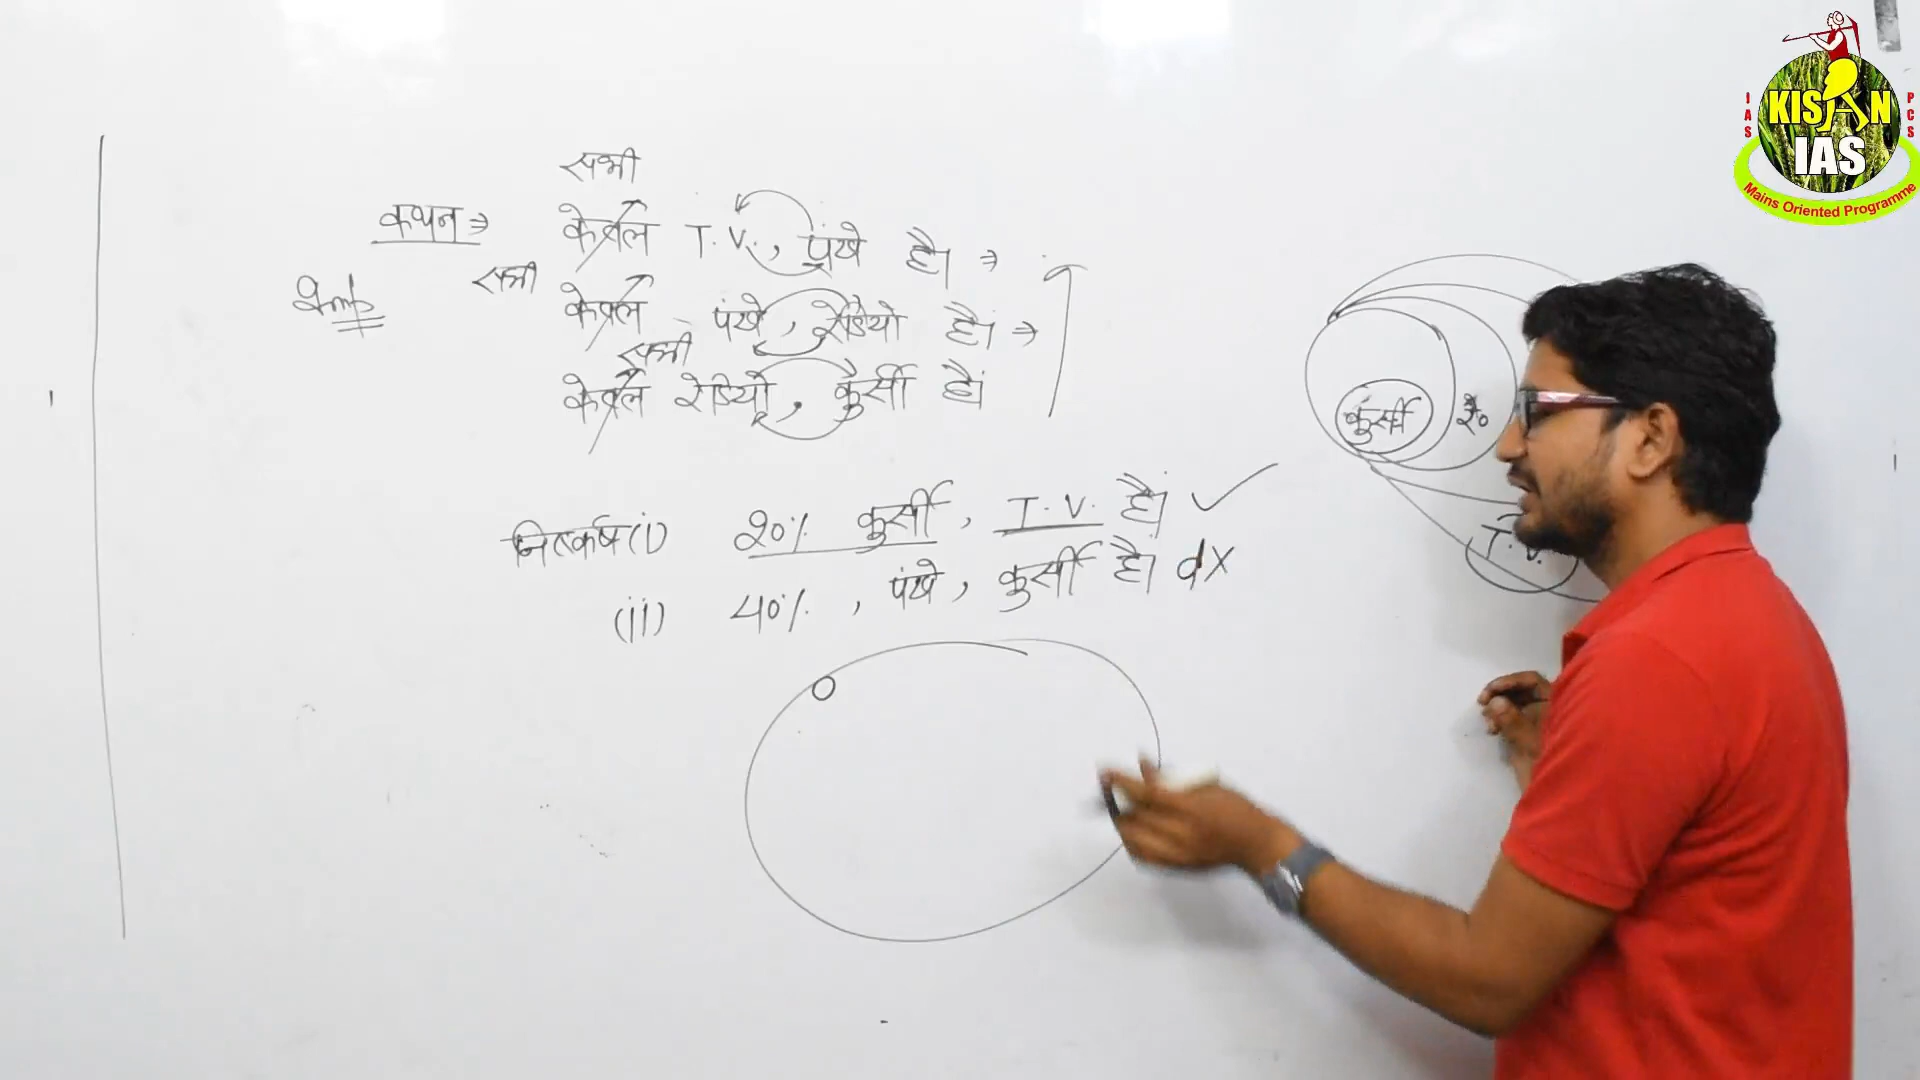 सभी
कथन ⇒ केवल T.V., पंखे है। ⇒
Imp सभी केवल पंखे, रेडियो है। ⇒
सभी
केवल रेडियो, कुर्सी है।
निष्कर्ष (i) 20% कुर्सी, T.V. है। ✓
(ii) 40%, पंखे, कुर्सी है। X
कुर्सी रे०
T.V.
KISAN
IAS
IAS
PCS
Mains Oriented Programme